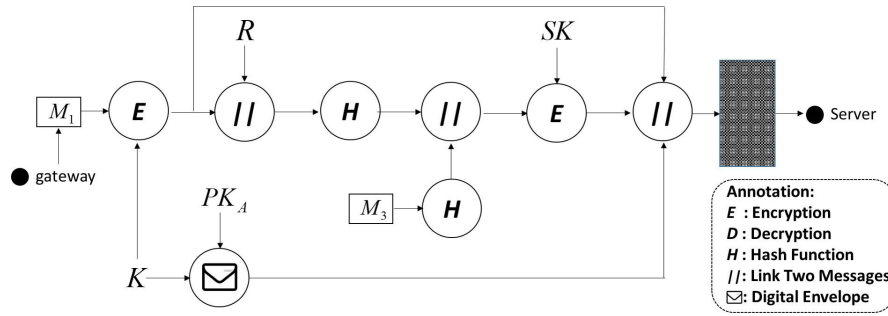 R
SK
M1
E
//
H
//
E
//
Server
gateway
PKA
M3
H
K
Annotation:
E : Encryption
D : Decryption
H : Hash Function
//: Link Two Messages
: Digital Envelope